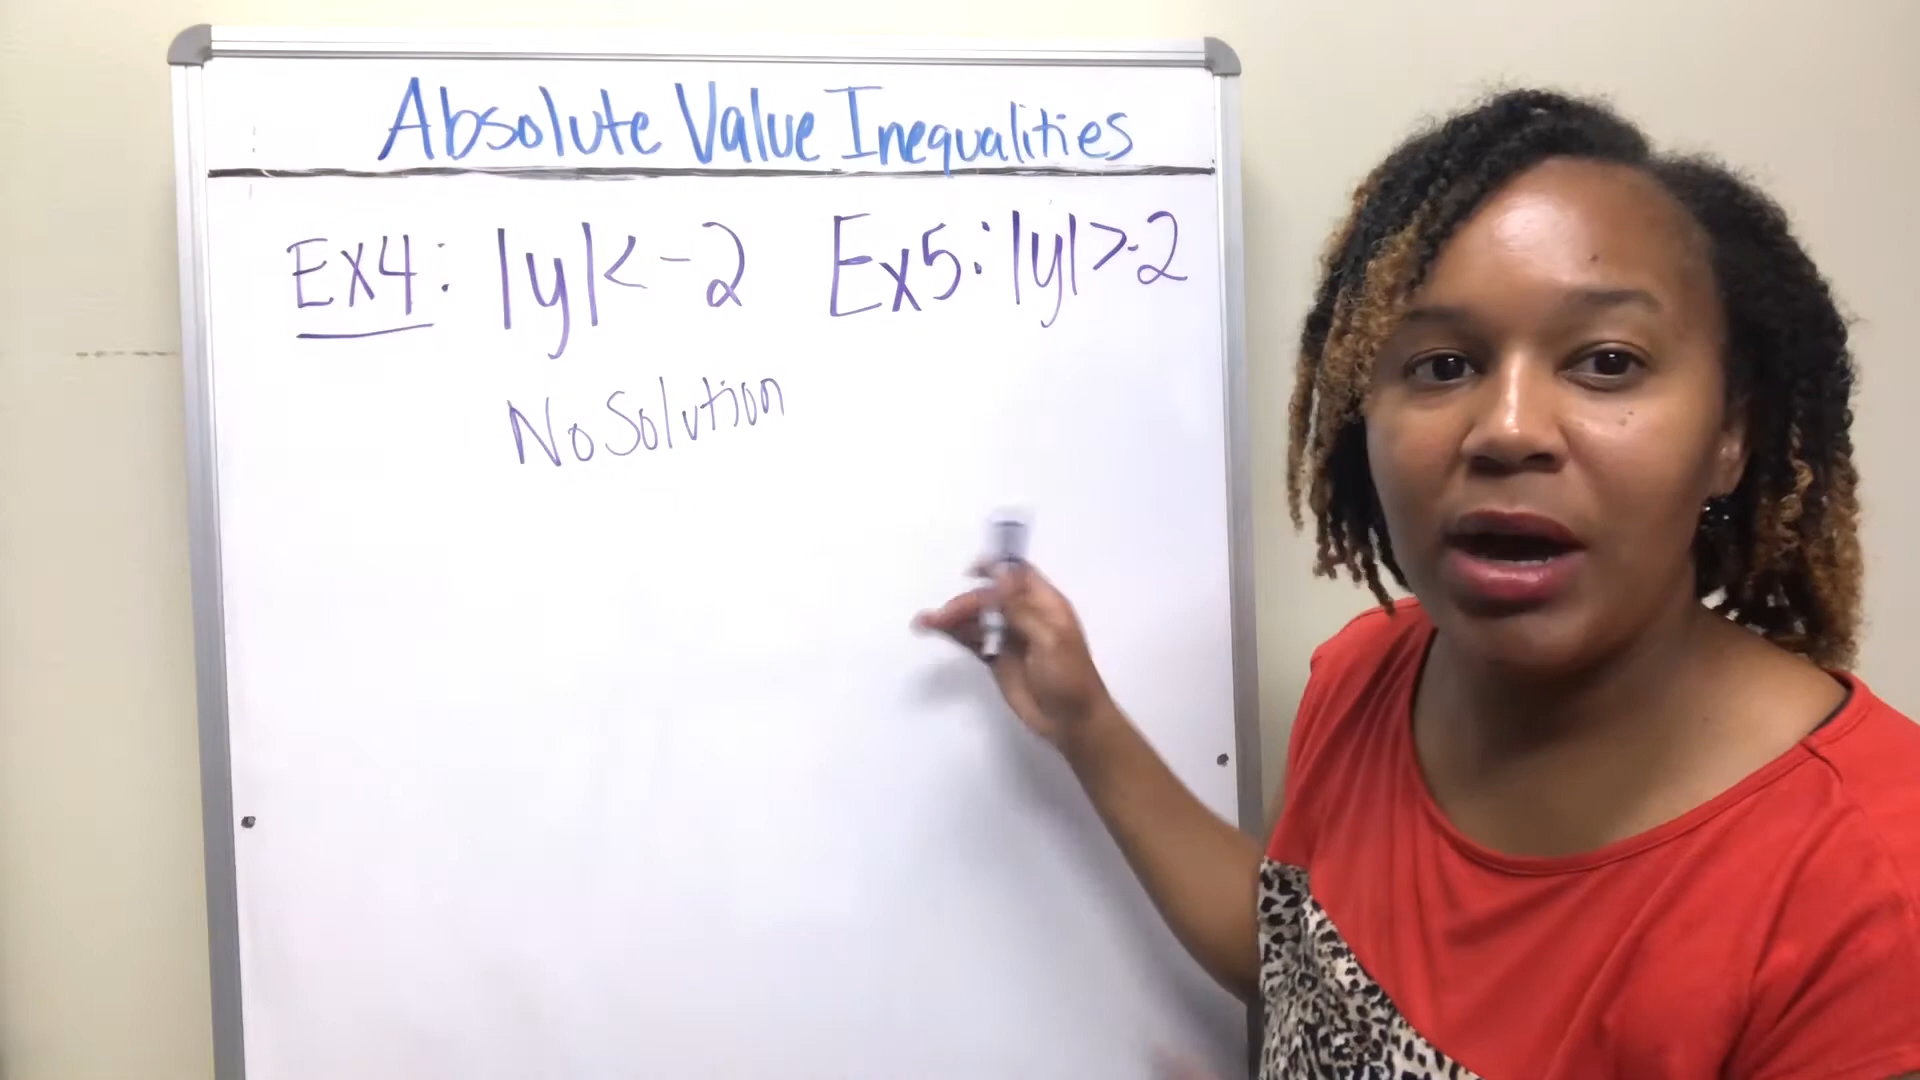 Absolute Value Inequalities
Ex4: |y|<-2 Ex5: |y|>-2
No Solution